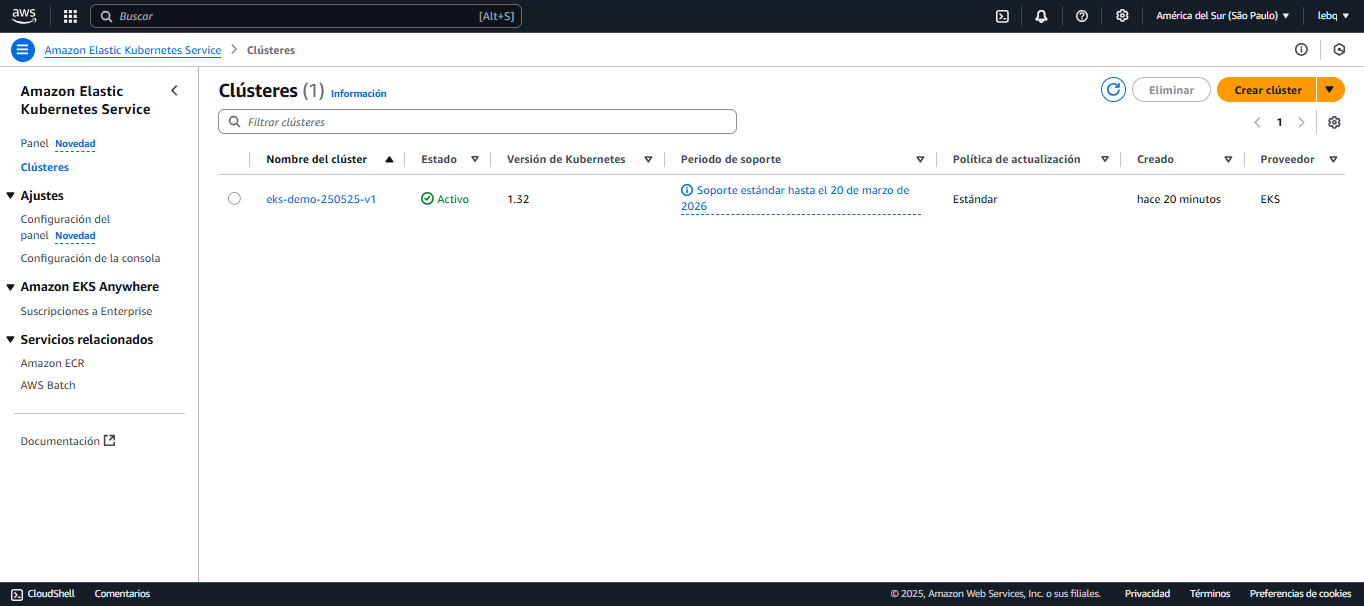 aws
Buscar [Alt+S]
América del Sur (São Paulo)
lebq
Amazon Elastic Kubernetes Service
Clústeres
Amazon Elastic
Kubernetes Service
Panel Novedad
Clústeres
Ajustes
Configuración del
panel Novedad
Configuración de la consola
Amazon EKS Anywhere
Suscripciones a Enterprise
Servicios relacionados
Amazon ECR
AWS Batch
Documentación
Clústeres (1) Información
Eliminar
Crear clúster
Filtrar clústeres
1
Nombre del clúster Estado Versión de Kubernetes Periodo de soporte Política de actualización Creado Proveedor
eks-demo-250525-v1 Activo 1.32 Soporte estándar hasta el 20 de marzo de
2026
Estándar hace 20 minutos EKS
CloudShell Comentarios © 2025, Amazon Web Services, Inc. o sus filiales. Privacidad Términos Preferencias de cookies